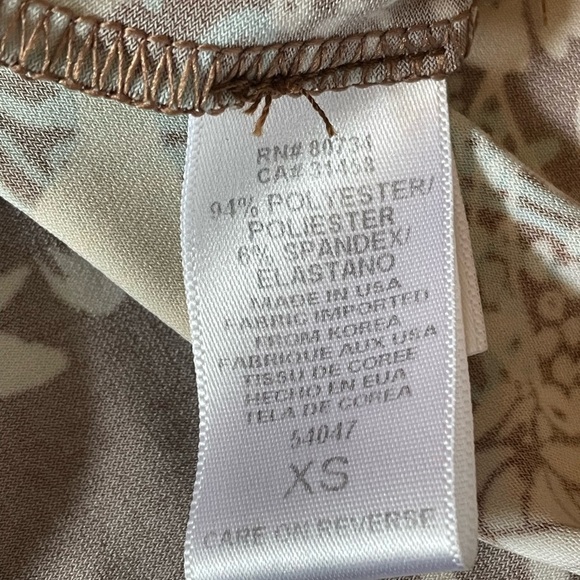 RN# 80734
CA# 31458
94% POLYESTER/
POLIESTER
6% SPANDEX/
ELASTANO
MADE IN USA
FABRIC IMPORTED
FROM KOREA
FABRIQUE AUX USA
TISSU DE COREE
HECHO EN EUA
TELA DE COREA
54047
XS
CARE ON REVERSE